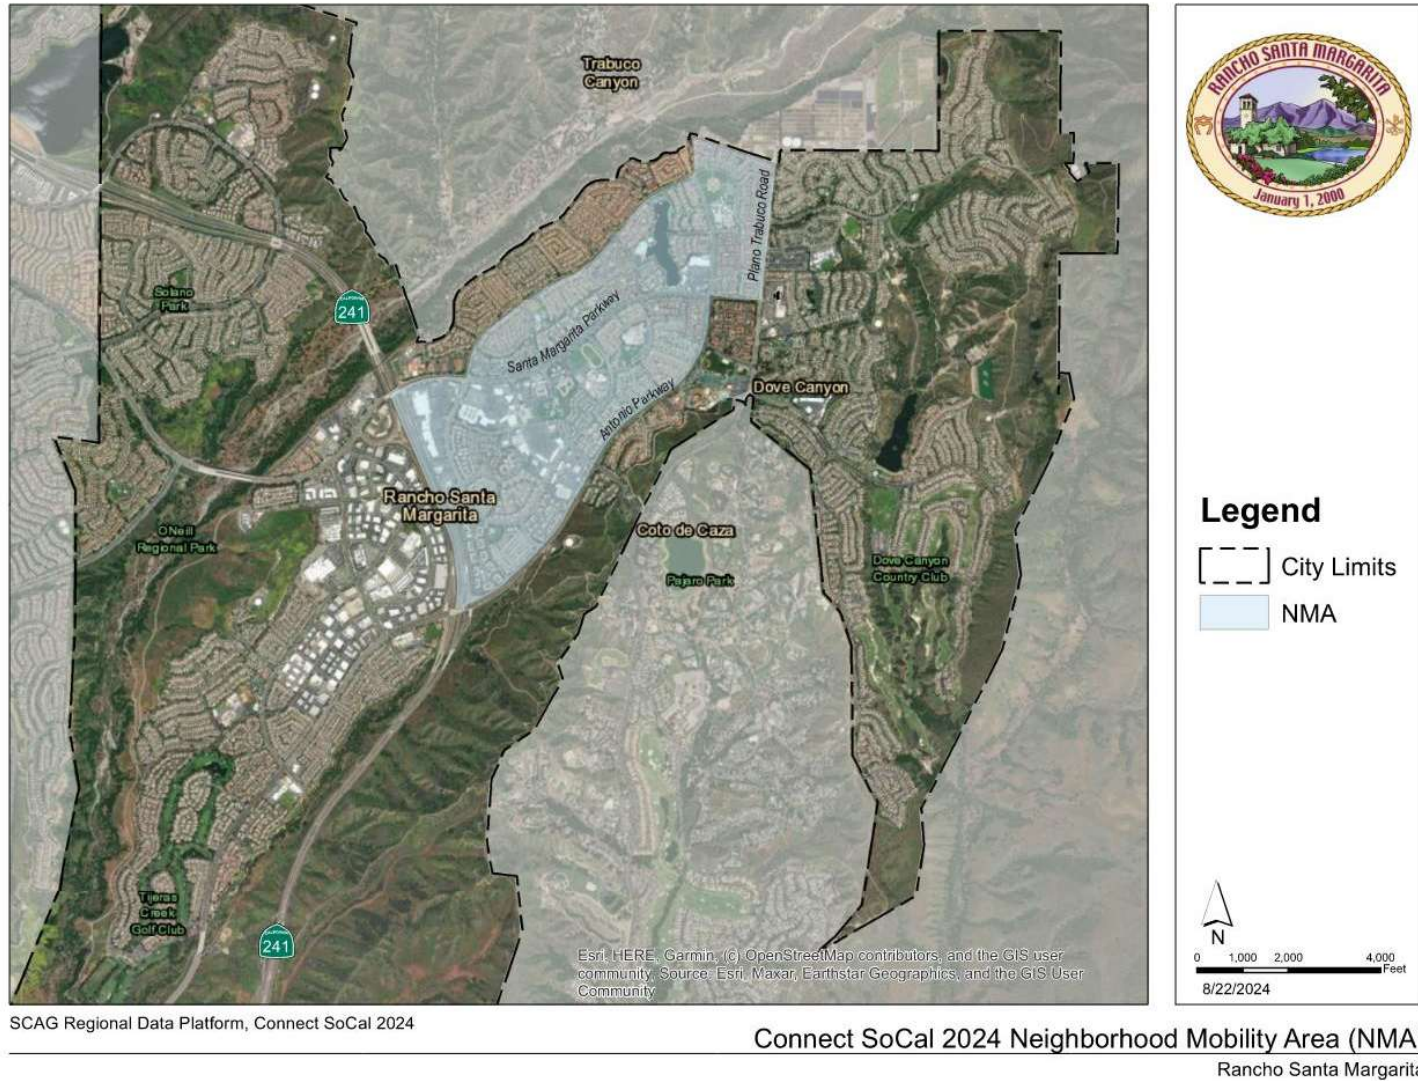 Trabuco
Canyon
Plano Trabuco Road
Solano
Park
241
Santa Margarita Parkway
Antonio Parkway
Dove Canyon
Rancho Santa
Margarita
ONeill
Regional Park
Coto de Caza
Pajaro Park
Dove Canyon
Country Club
Tijeras
Creek
Golf Club
CALIFORNIA
241
Esri, HERE, Garmin, (c) OpenStreetMap contributors, and the GIS user
community, Source: Esri, Maxar, Earthstar Geographics, and the GIS User
Community
RANCHO SANTA MARGARITA
January 1, 2000
Legend
City Limits
NMA
N
0 1,000 2,000 4,000
Feet
8/22/2024
SCAG Regional Data Platform, Connect SoCal 2024
Connect SoCal 2024 Neighborhood Mobility Area (NMA
Rancho Santa Margarita